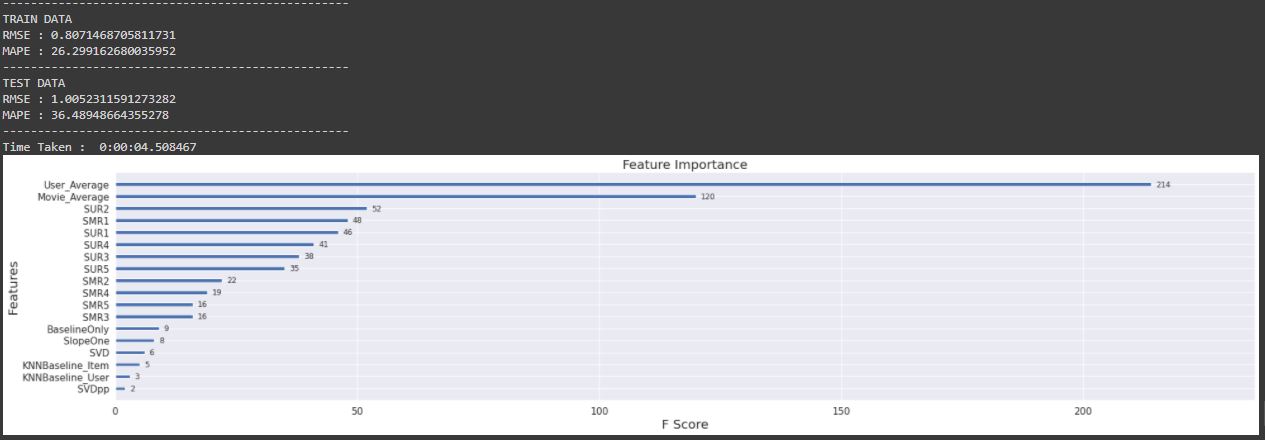 --------------------------------------------------
TRAIN DATA
RMSE : 0.8071468705811731
MAPE : 26.299162680035952
--------------------------------------------------
TEST DATA
RMSE : 1.0052311591273282
MAPE : 36.48948664355278
--------------------------------------------------
Time Taken :  0:00:04.508467
Feature Importance
User_Average 214
Movie_Average 120
SUR2 52
SMR1 48
SUR1 46
SUR4 41
SUR3 38
SUR5 35
SMR2 22
SMR4 19
SMR5 16
SMR3 16
BaselineOnly 9
SlopeOne 8
SVD 6
KNNBaseline_Item 5
KNNBaseline_User 3
SVDpp 2
Features
0 50 100 150 200
F Score